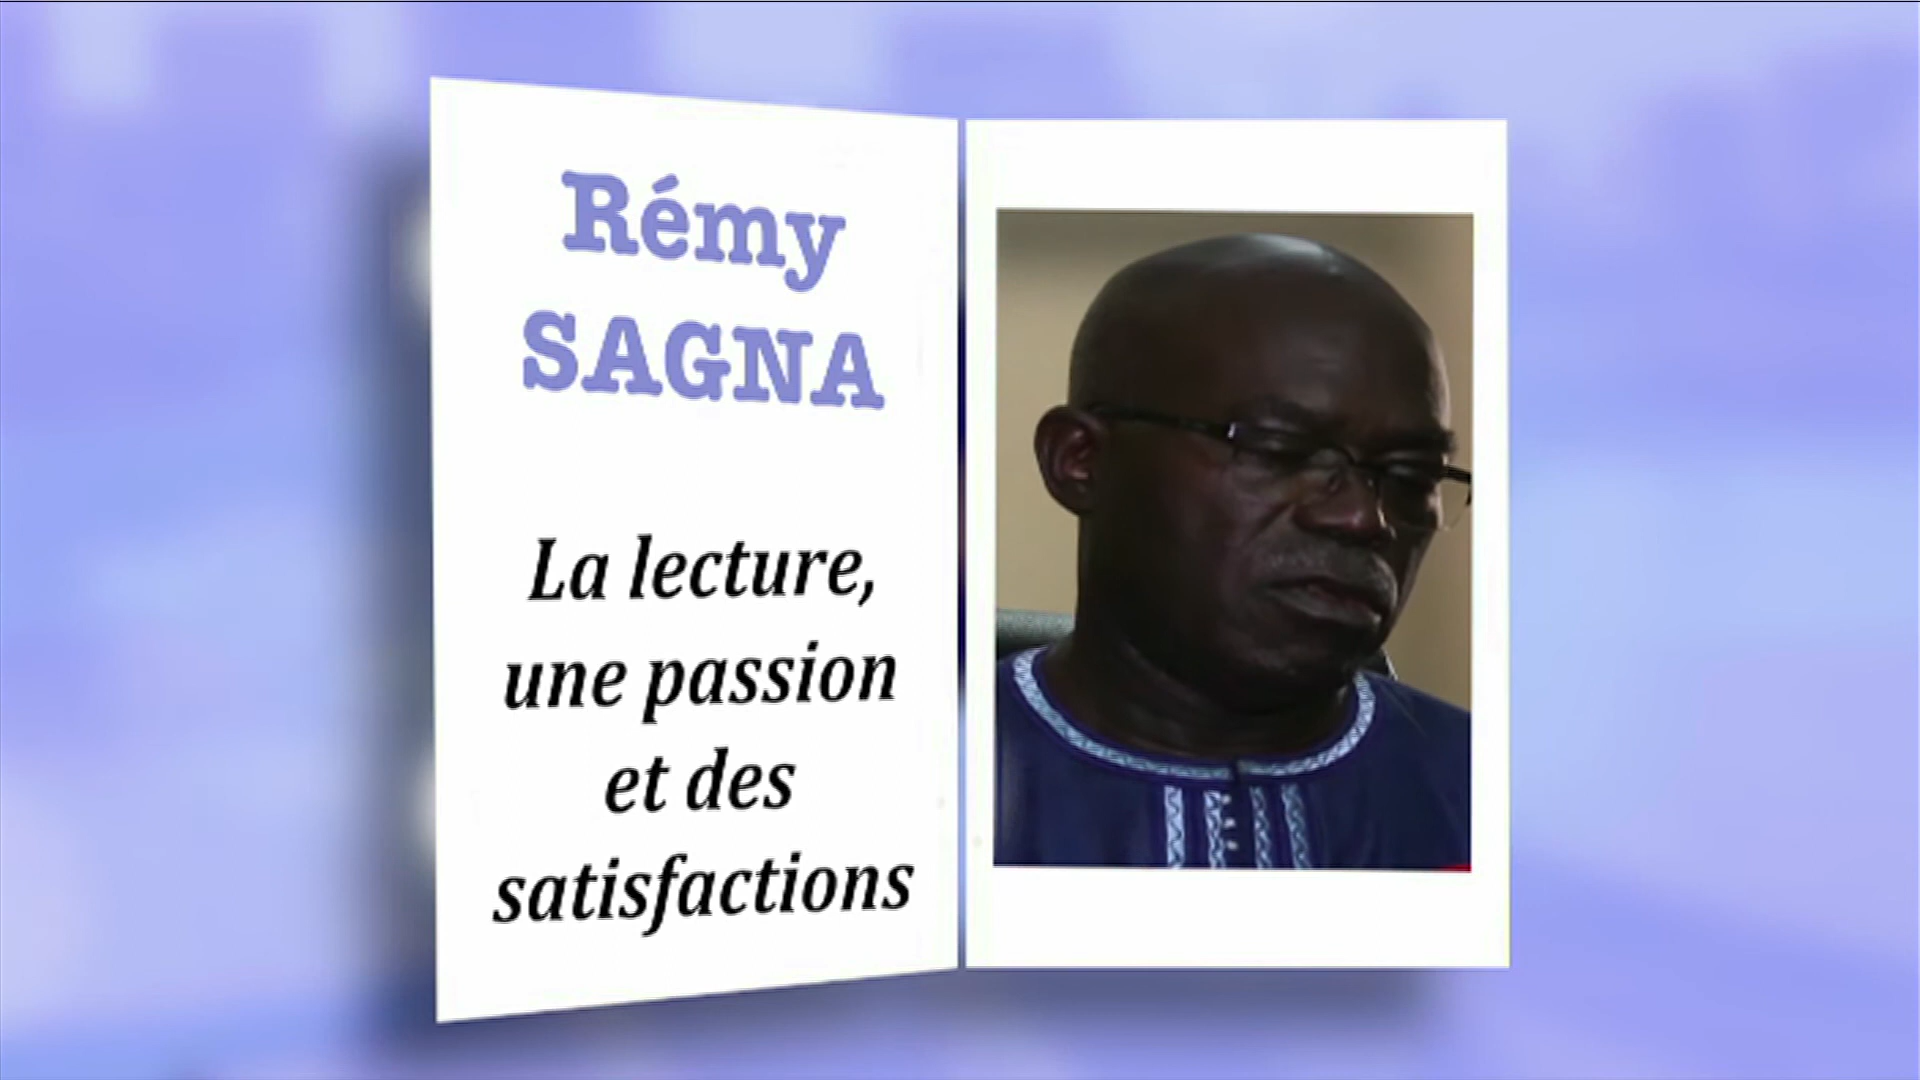 Rémy
SAGNA
La lecture,
une passion
et des
satisfactions